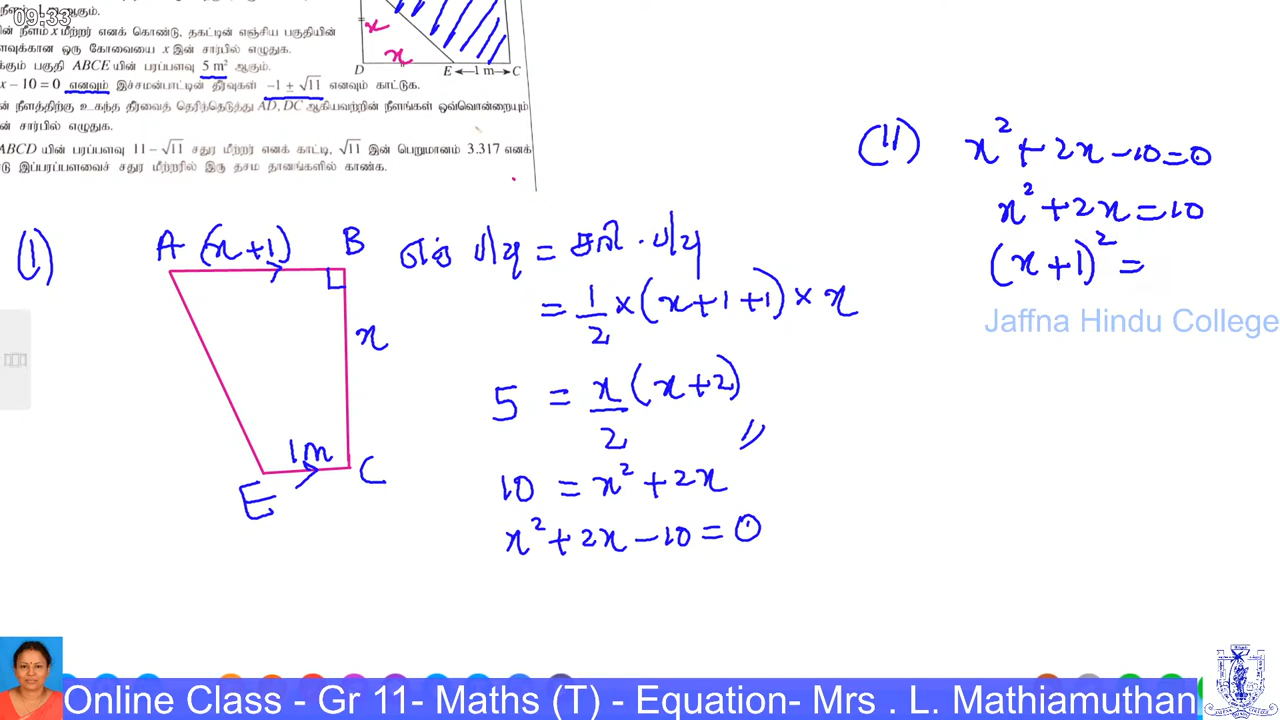 09:33
நீளம் 1 m ஆகும்.
ின் நீளம் x மீற்றர் எனக் கொண்டு, தகட்டின் எஞ்சிய பகுதியின்
ளவுக்கான ஒரு கோவையை x இன் சார்பில் எழுதுக.
க்கும் பகுதி ABCE யின் பரப்பளவு 5 m² ஆகும்.
x – 10 = 0 எனவும் இச்சமன்பாட்டின் தீர்வுகள் –1 ± √11 எனவும் காட்டுக.
ன் நீளத்திற்கு உகந்த தீர்வைத் தெரிந்தெடுத்து AD, DC ஆகியவற்றின் நீளங்கள் ஒவ்வொன்றையும்
ன் சார்பில் எழுதுக.
ABCD யின் பரப்பளவு 11 – √11 சதுர மீற்றர் எனக் காட்டி, √11 இன் பெறுமானம் 3.317 எனக்
டு இப்பரப்பளவைச் சதுர மீற்றரில் இரு தசம தானங்களில் காண்க.
x
x
D E 1 m C
(I)
A (x+1) B
x
1m
E C
= 
= 1/2 × (x+1+1) × x
5 = x/2 (x+2)
10 = x² + 2x
x² + 2x – 10 = 0
(II) x² + 2x – 10 = 0
x² + 2x = 10
(x+1)² =
Jaffna Hindu College
Online Class - Gr 11- Maths (T) - Equation- Mrs . L. Mathiamuthan